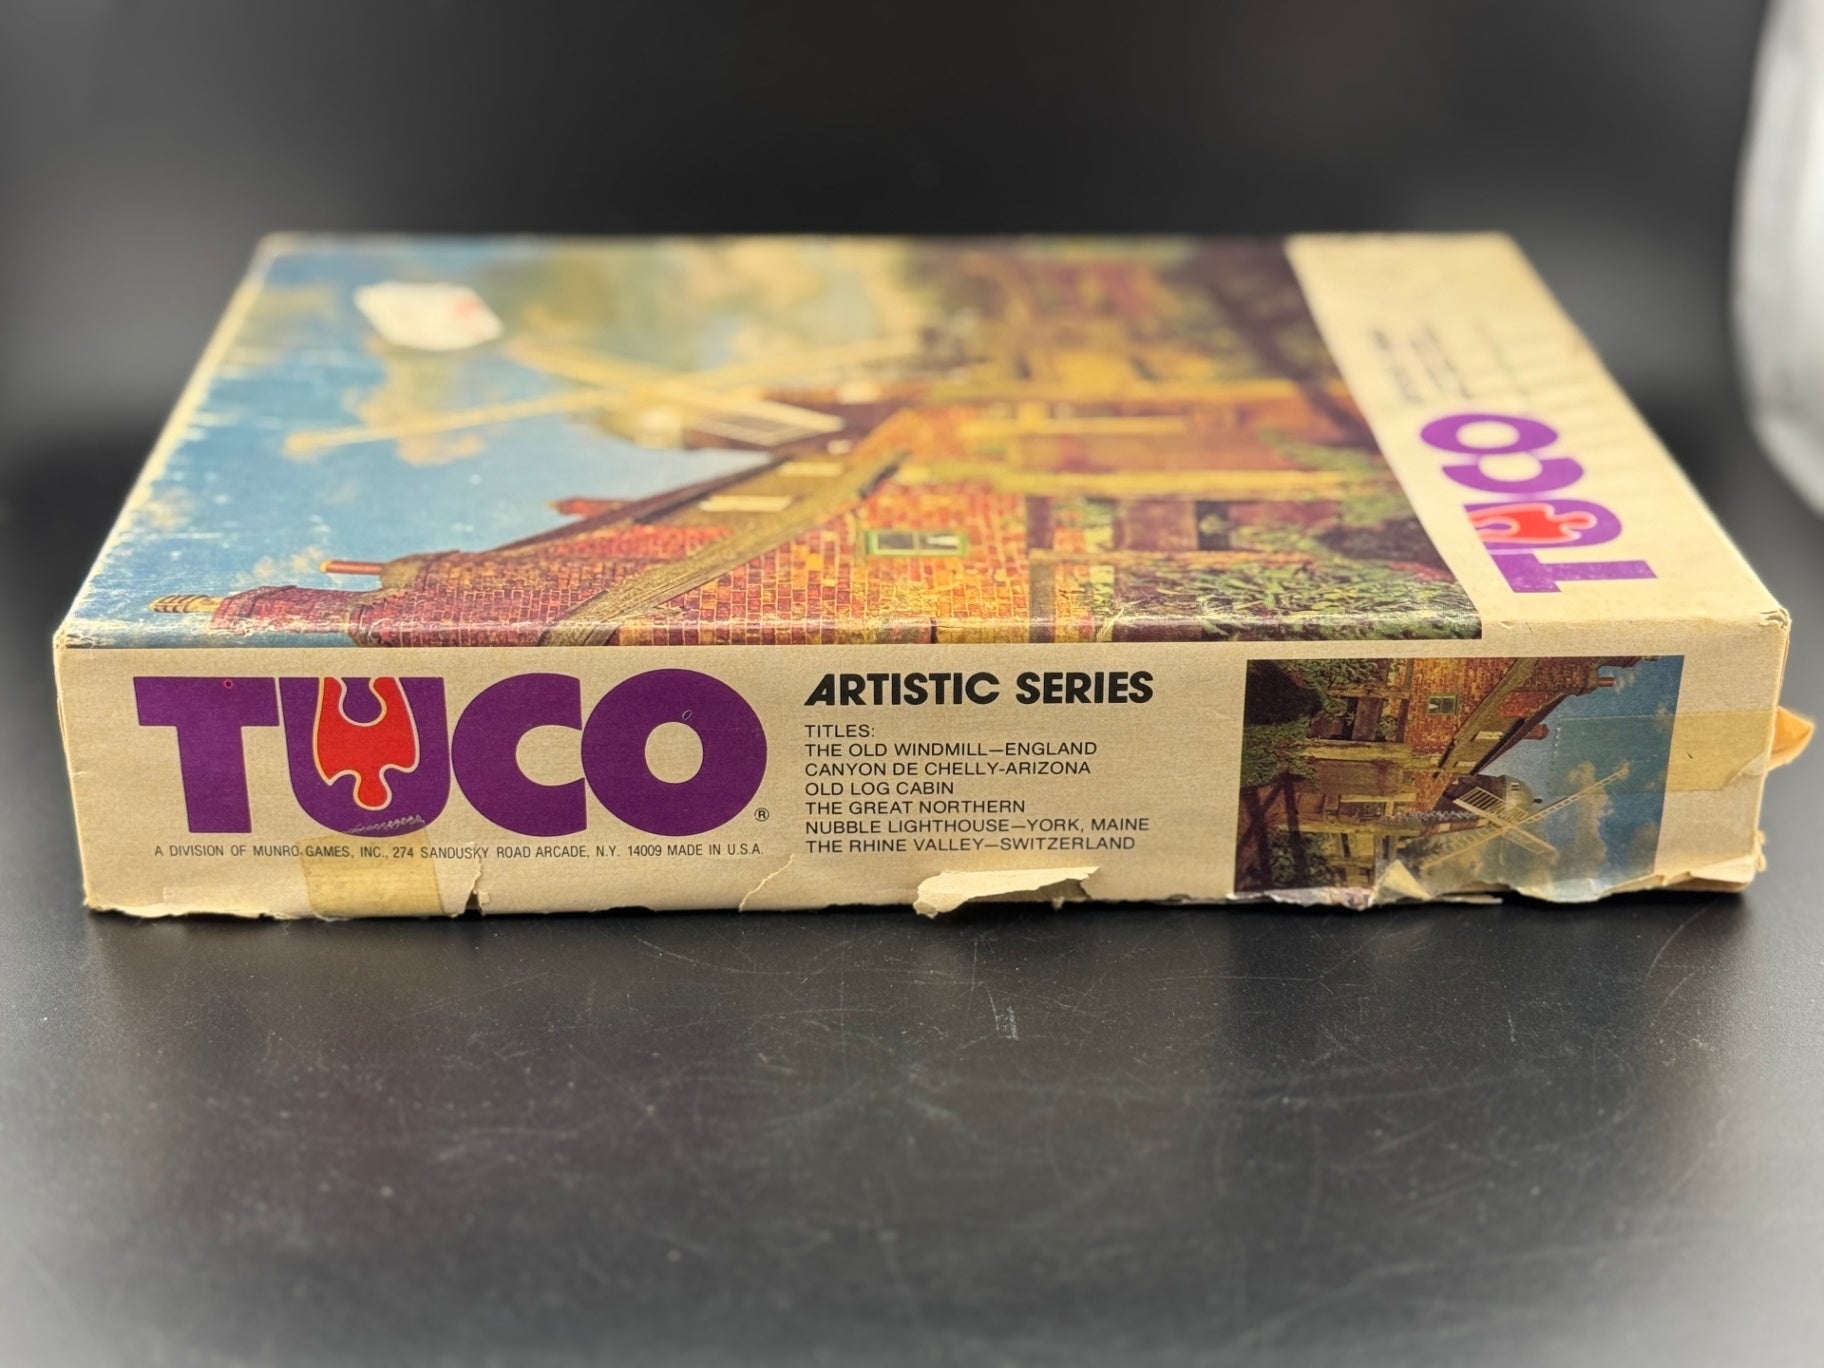 TUCO
TUCO®
A DIVISION OF MUNRO GAMES, INC., 274 SANDUSKY ROAD ARCADE, N.Y. 14009 MADE IN U.S.A.
ARTISTIC SERIES
TITLES:
THE OLD WINDMILL—ENGLAND
CANYON DE CHELLY-ARIZONA
OLD LOG CABIN
THE GREAT NORTHERN
NUBBLE LIGHTHOUSE—YORK, MAINE
THE RHINE VALLEY—SWITZERLAND